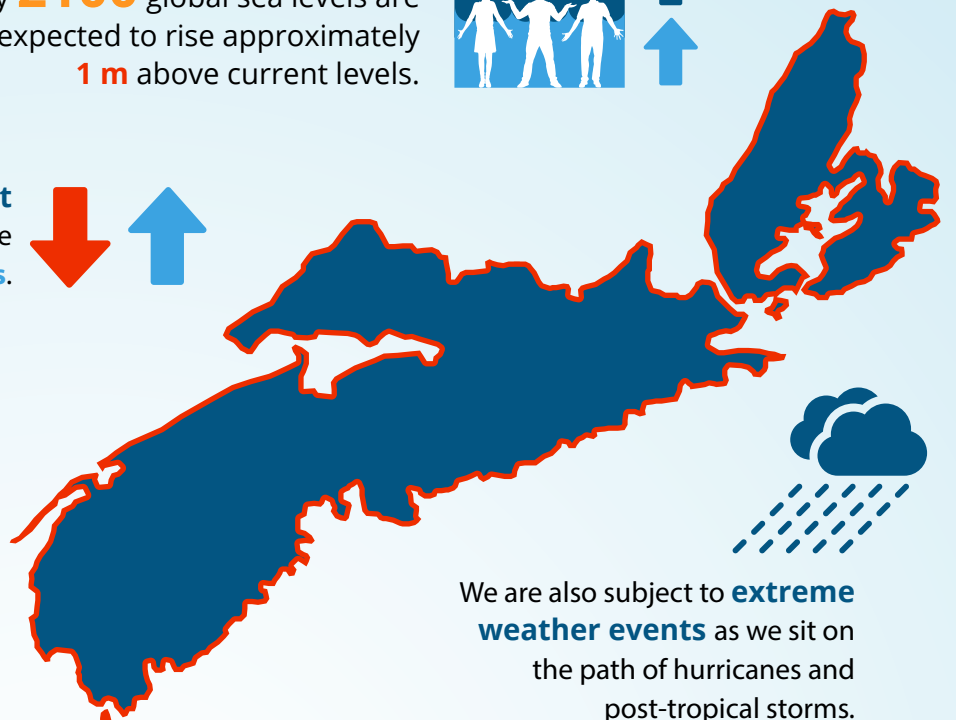 y 2100 global sea levels are
expected to rise approximately
1 m above current levels.
t
e
s.
We are also subject to extreme
weather events as we sit on
the path of hurricanes and
post-tropical storms.